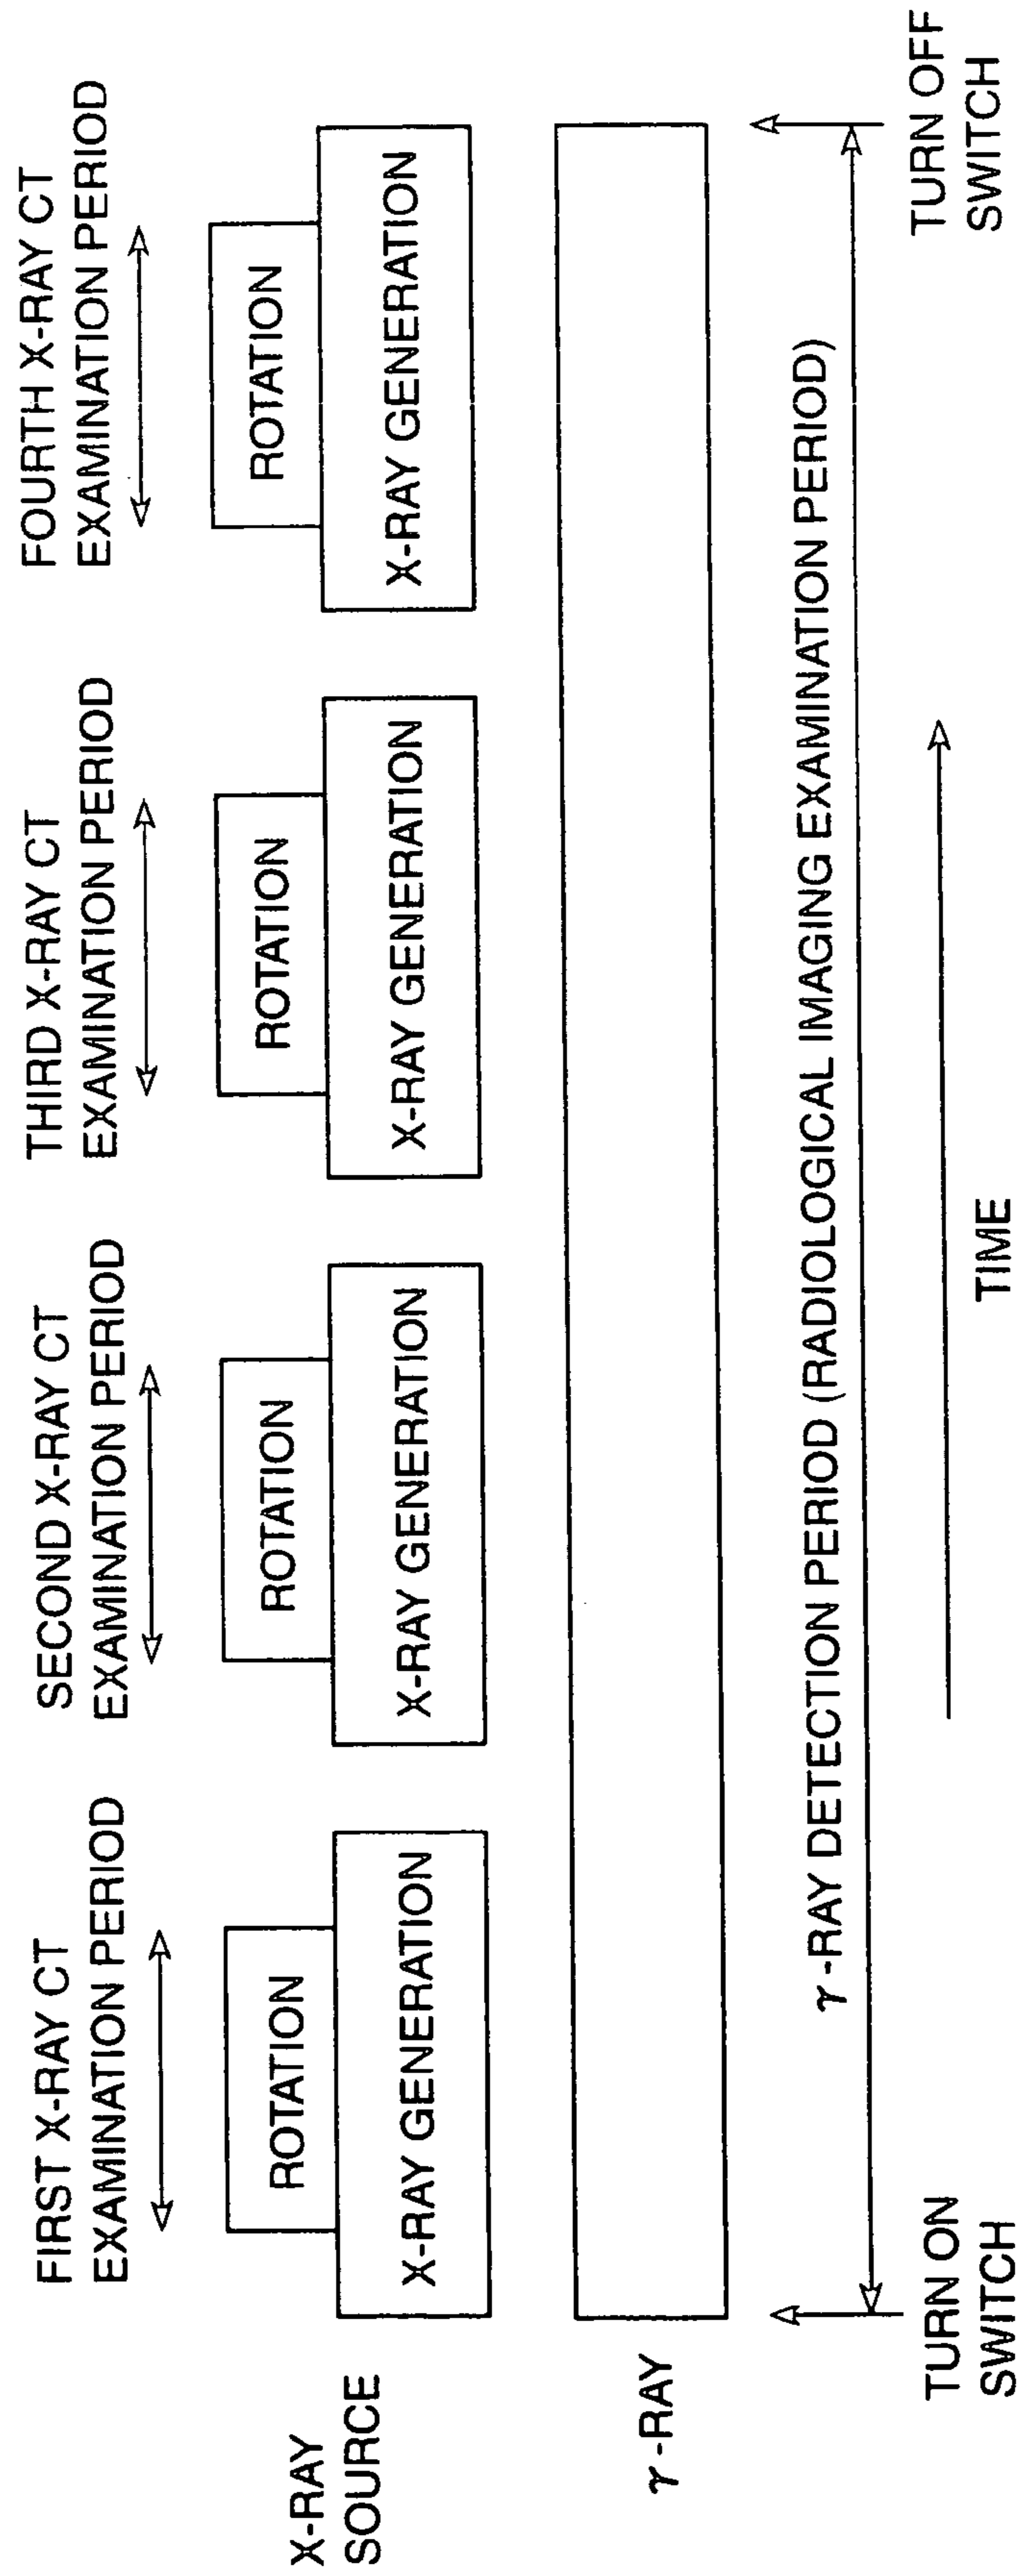 FIRST X-RAY CT
EXAMINATION PERIOD
SECOND X-RAY CT
EXAMINATION PERIOD
THIRD X-RAY CT
EXAMINATION PERIOD
FOURTH X-RAY CT
EXAMINATION PERIOD
X-RAY
SOURCE
ROTATION
ROTATION
ROTATION
ROTATION
X-RAY GENERATION
X-RAY GENERATION
X-RAY GENERATION
X-RAY GENERATION
γ-RAY
γ-RAY DETECTION PERIOD (RADIOLOGICAL IMAGING EXAMINATION PERIOD)
TURN ON
SWITCH
TIME
TURN OFF
SWITCH